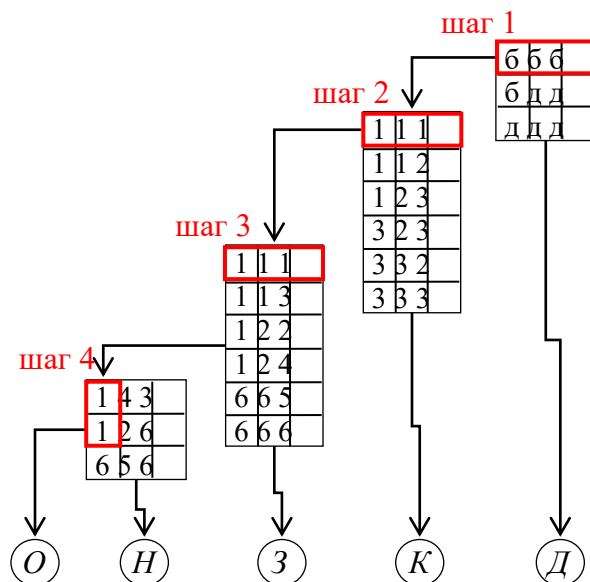 шаг 1
б б б
б д д
д д д
шаг 2
1 1 1
1 1 2
1 2 3
3 2 3
3 3 2
3 3 3
шаг 3
1 1 1
1 1 3
1 2 2
1 2 4
6 6 5
6 6 6
шаг 4
1 4 3
1 2 6
6 5 6
О Н З К Д